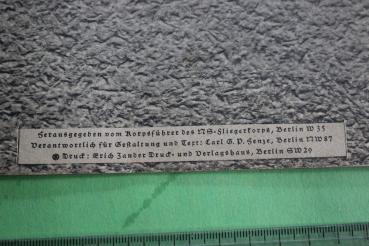 Herausgegeben vom Korpsführer des NS-Fliegerkorps, Berlin W 35
Verantwortlich für Gestaltung und Text: Carl G. P. Henze, Berlin NW 87
Druck: Erich Zander Druck- und Verlagshaus, Berlin SW 29